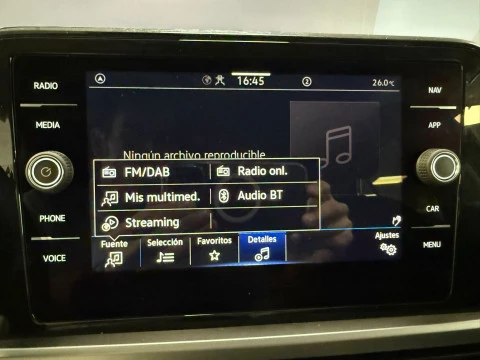 RADIO
MEDIA
PHONE
VOICE
16:45
2
26.0°C
NAV
APP
CAR
MENU
Ningún archivo reproducible
FM/DAB
Radio onl.
Mis multimed.
Audio BT
Streaming
Fuente
Selección
Favoritos
Detalles
Ajustes